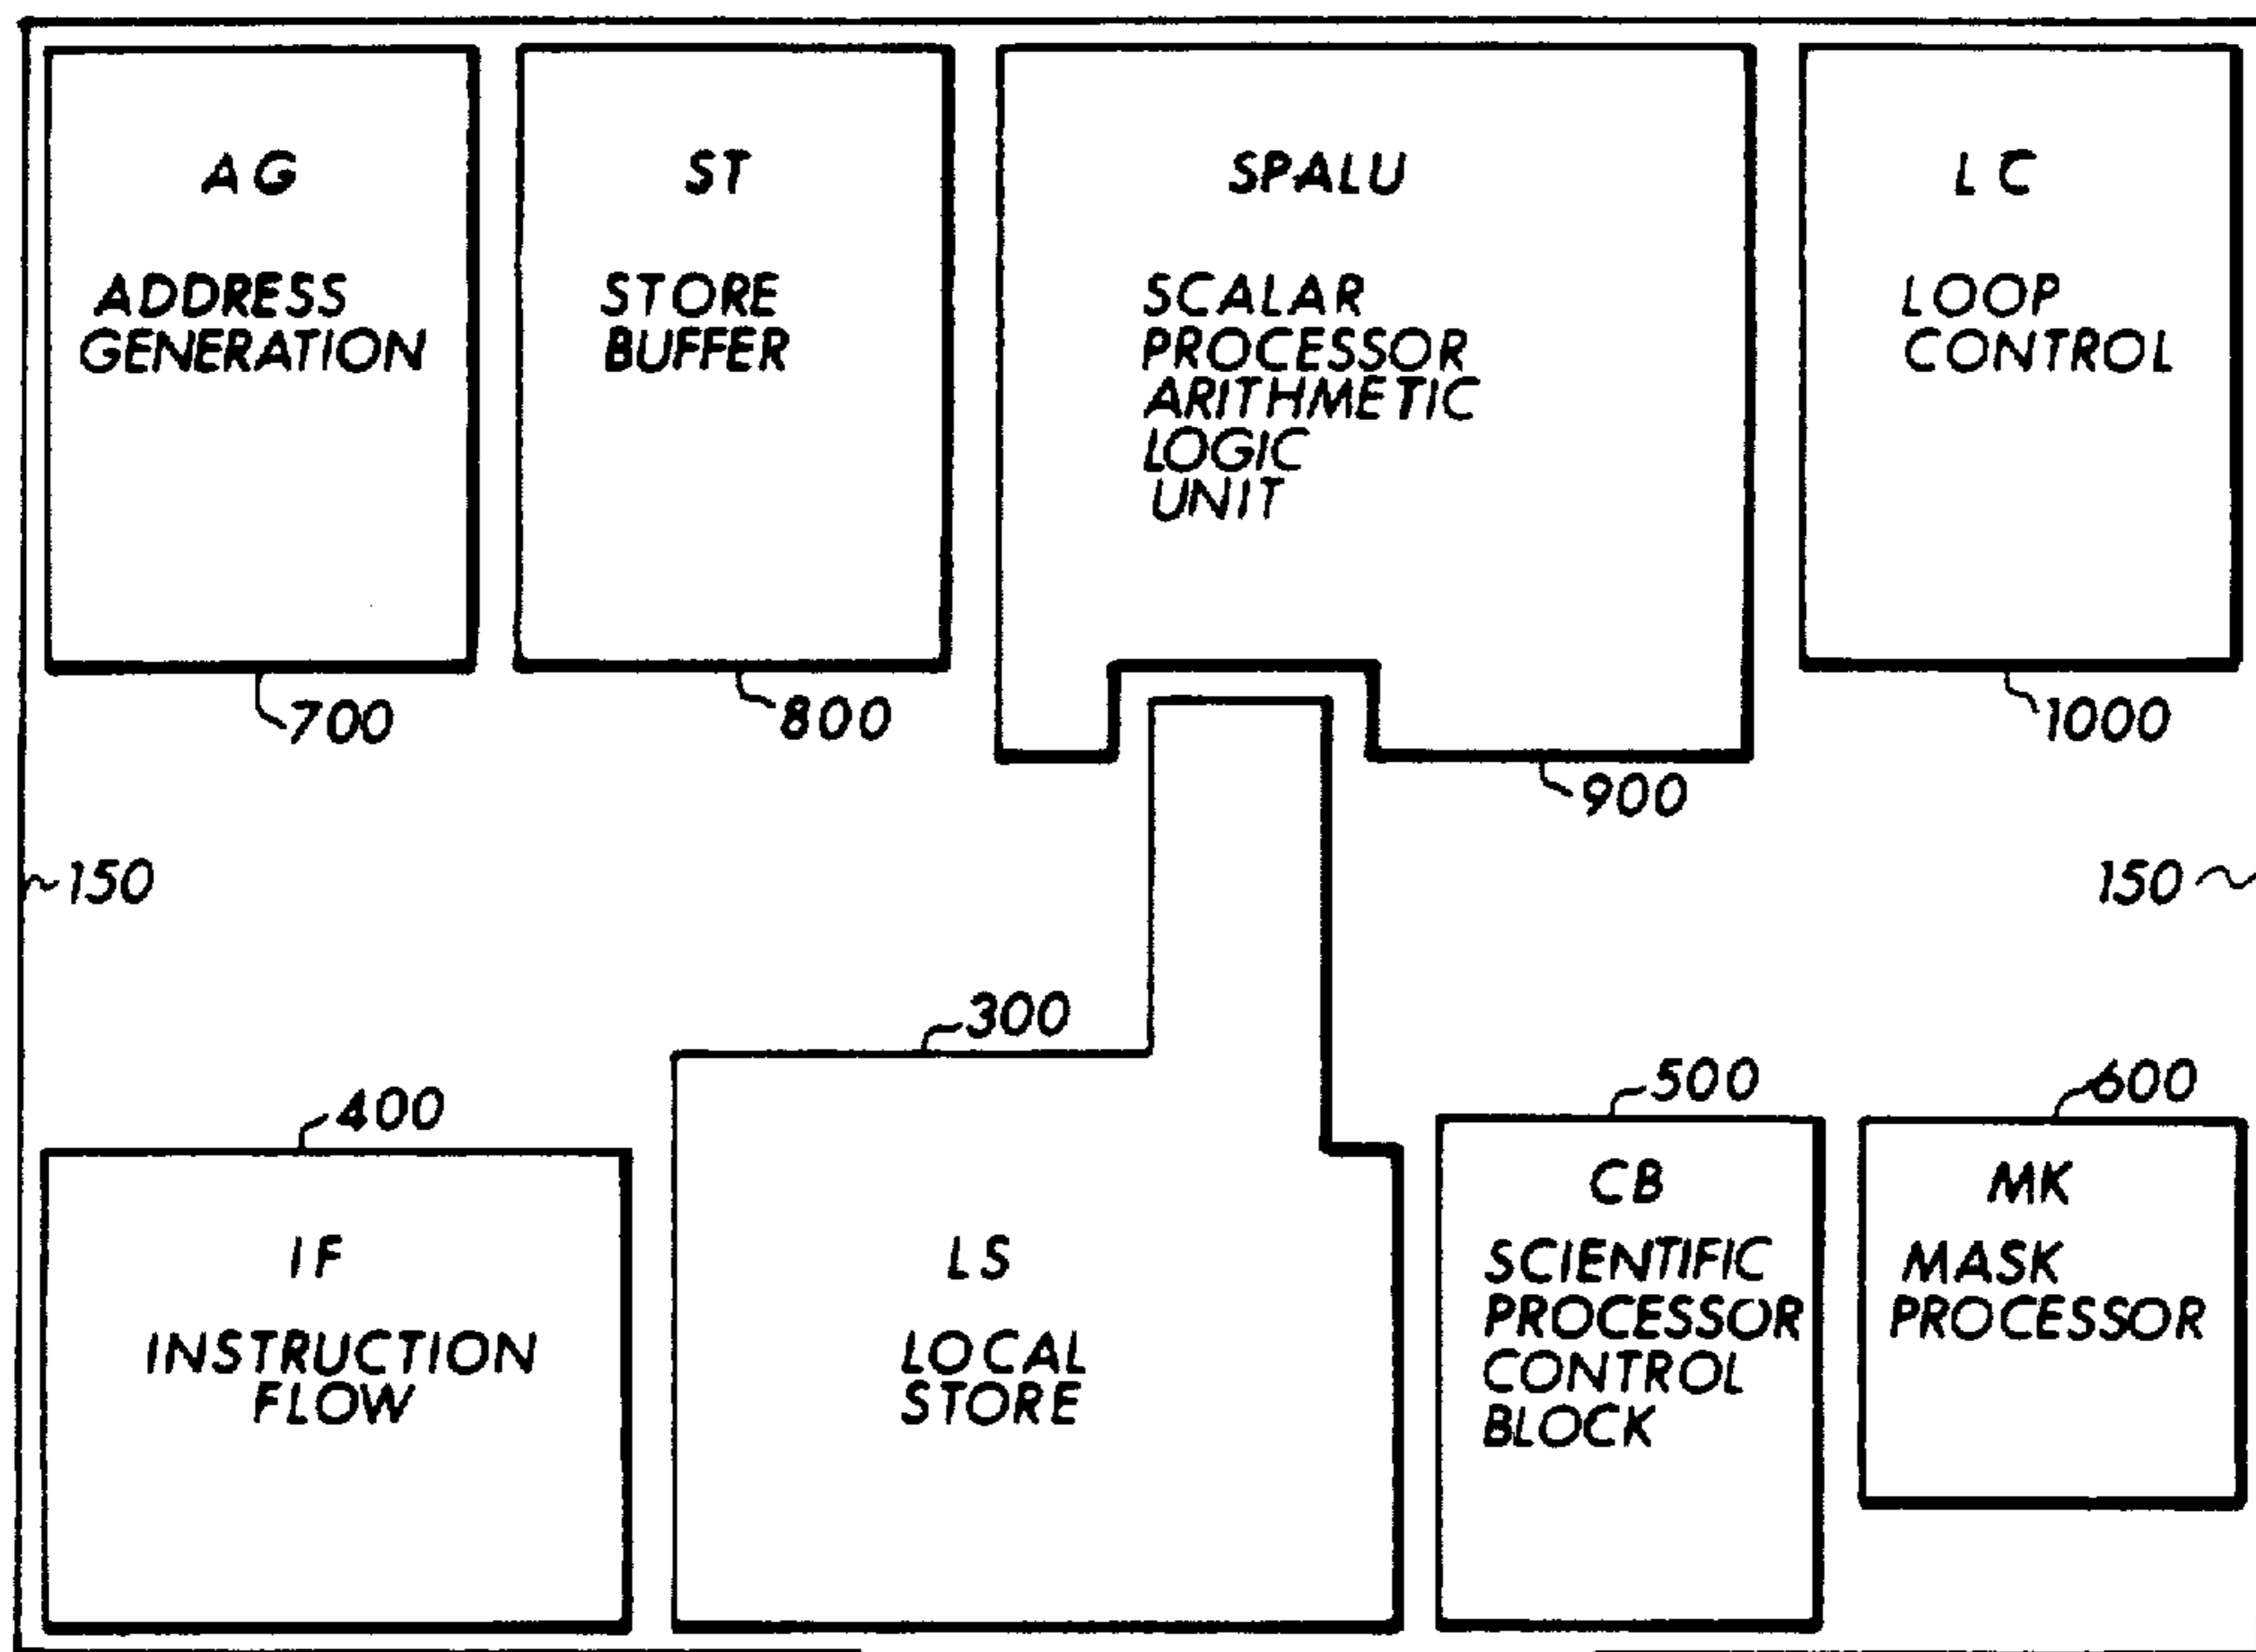 AG
ADDRESS
GENERATION
700
ST
STORE
BUFFER
800
SPALU
SCALAR
PROCESSOR
ARITHMETIC
LOGIC
UNIT
900
LC
LOOP
CONTROL
1000
150
150
400
IF
INSTRUCTION
FLOW
300
LS
LOCAL
STORE
500
CB
SCIENTIFIC
PROCESSOR
CONTROL
BLOCK
600
MK
MASK
PROCESSOR